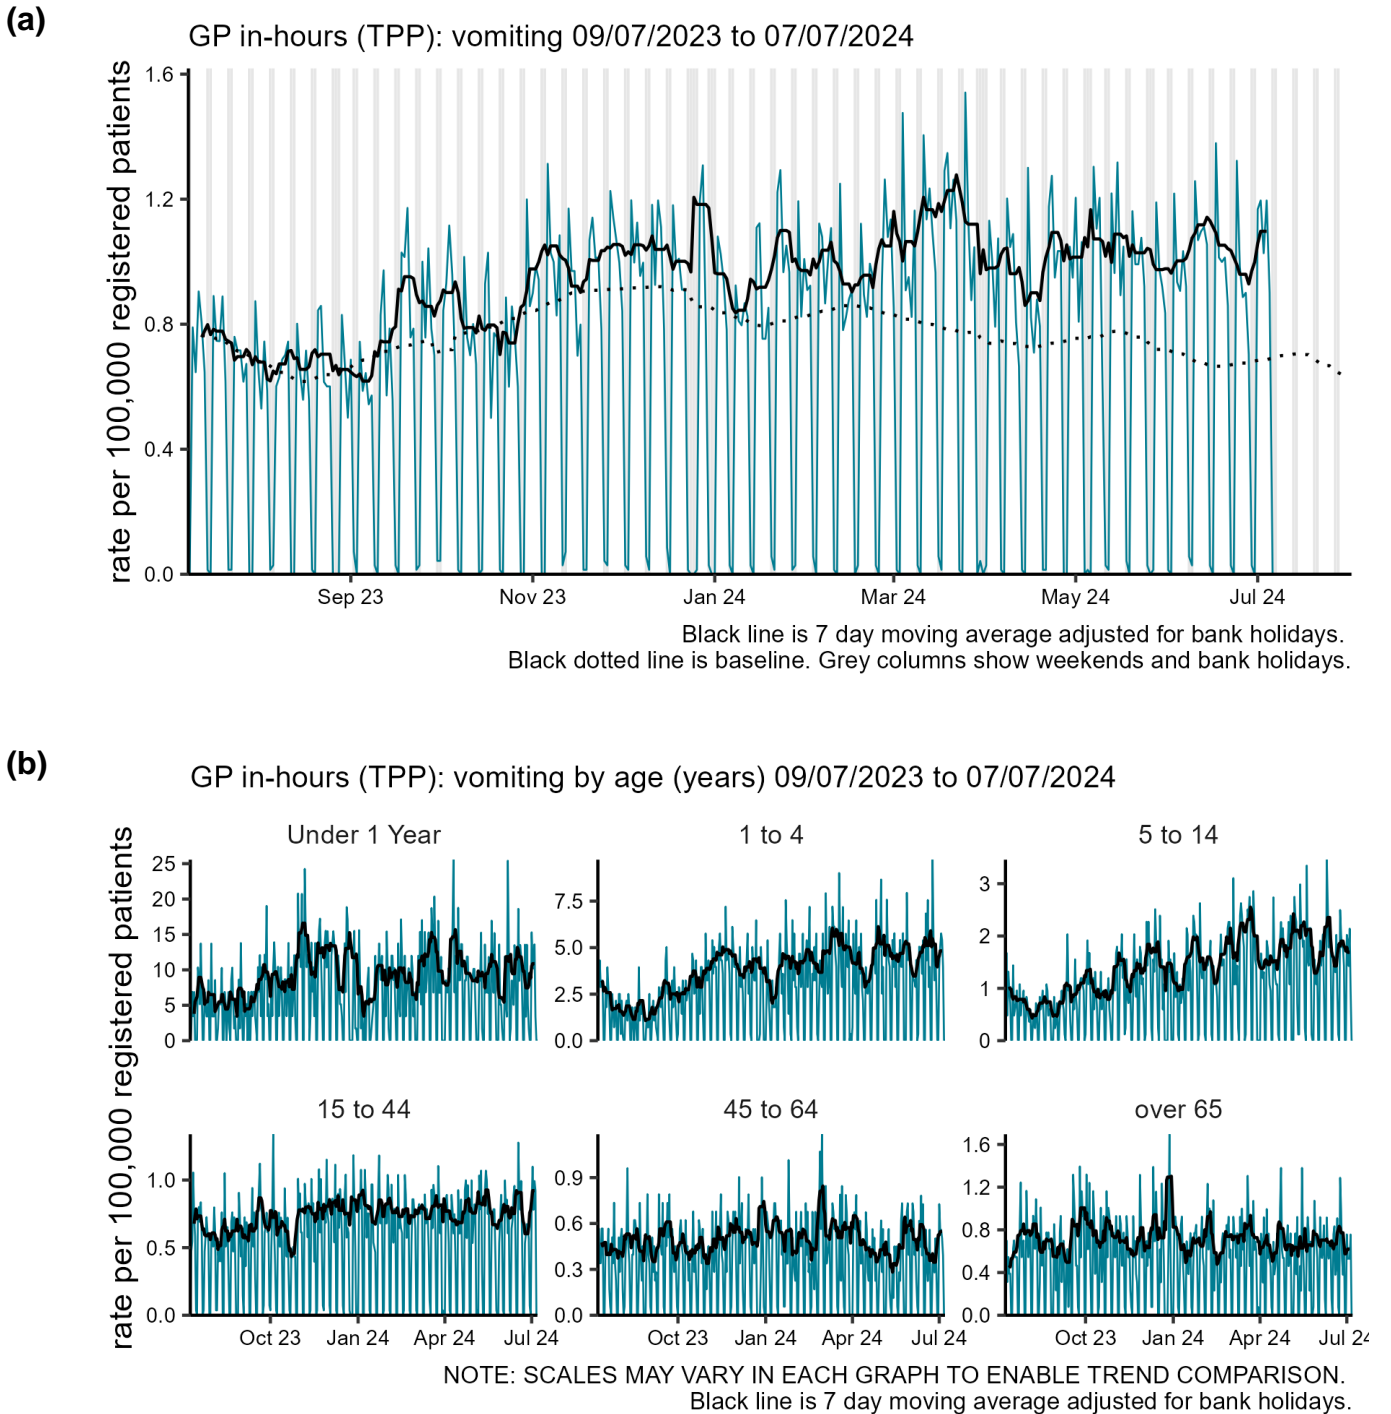 (a)
GP in-hours (TPP): vomiting 09/07/2023 to 07/07/2024
rate per 100,000 registered patients
1.6
1.2
0.8
0.4
0.0
Sep 23 Nov 23 Jan 24 Mar 24 May 24 Jul 24
Black line is 7 day moving average adjusted for bank holidays.
Black dotted line is baseline. Grey columns show weekends and bank holidays.
(b)
GP in-hours (TPP): vomiting by age (years) 09/07/2023 to 07/07/2024
rate per 100,000 registered patients
Under 1 Year
25
20
15
10
5
0
1 to 4
7.5
5.0
2.5
0.0
5 to 14
3
2
1
0
15 to 44
1.0
0.5
0.0
Oct 23 Jan 24 Apr 24 Jul 24
45 to 64
0.9
0.6
0.3
0.0
Oct 23 Jan 24 Apr 24 Jul 24
over 65
1.6
1.2
0.8
0.4
0.0
Oct 23 Jan 24 Apr 24 Jul 24
NOTE: SCALES MAY VARY IN EACH GRAPH TO ENABLE TREND COMPARISON.
Black line is 7 day moving average adjusted for bank holidays.